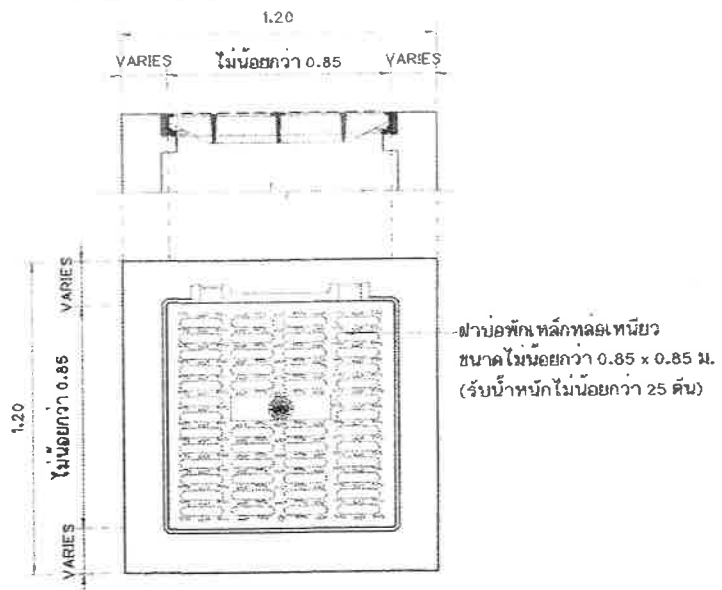 1.20
VARIES ไม่น้อยกว่า 0.85 VARIES
VARIES
ไม่น้อยกว่า 0.85
1.20
VARIES
ฝาบ่อพักเหล็กหล่อเหนียว
ขนาดไม่น้อยกว่า 0.85 x 0.85 ม.
(รับน้ำหนักไม่น้อยกว่า 25 ตัน)